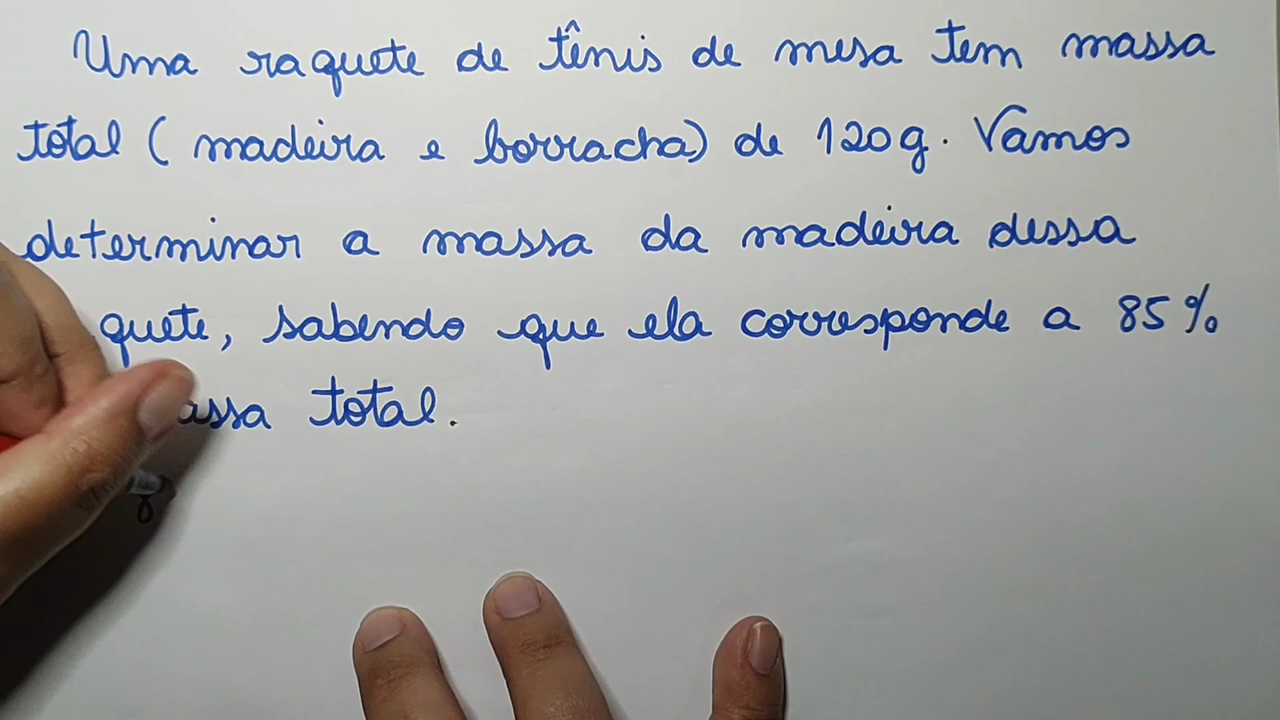 Uma raquete de tênis de mesa tem massa
total (madeira e borracha) de 120g. Vamos
determinar a massa da madeira dessa
quete, sabendo que ela corresponde a 85%
assa total.
8